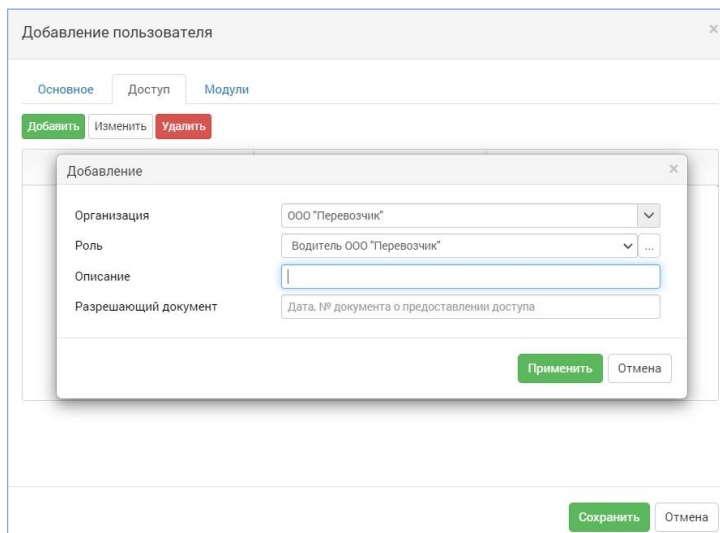 Добавление пользователя ×
Основное Доступ Модули
Добавить Изменить Удалить
Добавление ×
Организация ООО "Перевозчик"
Роль Водитель ООО "Перевозчик" ...
Описание
Разрешающий документ Дата, № документа о предоставлении доступа
Применить Отмена
Сохранить Отмена